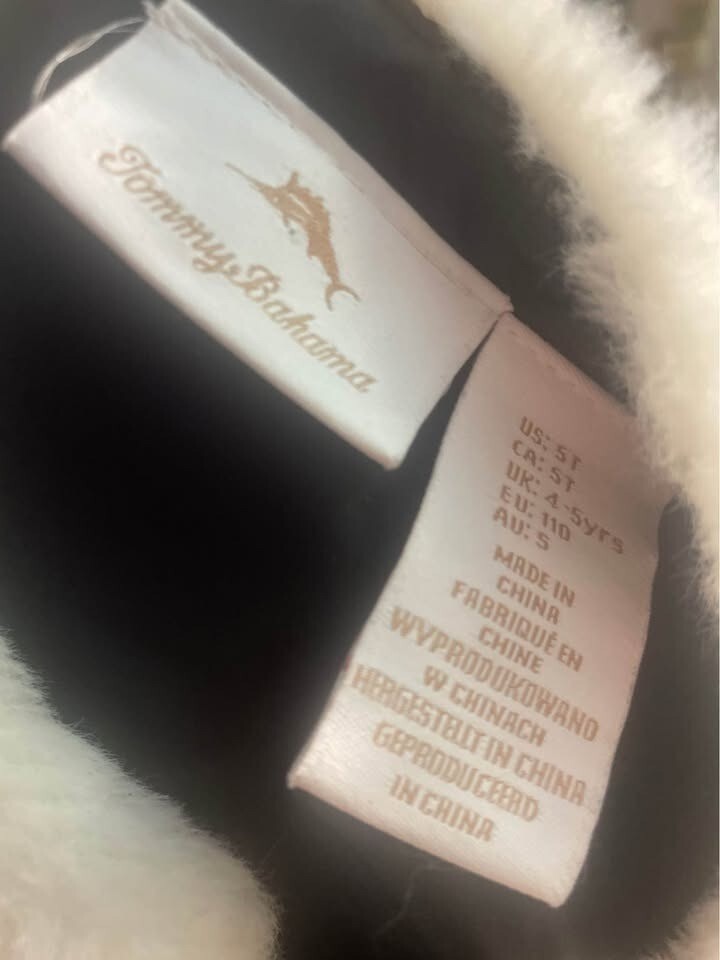 Tommy Bahama
US: 5T
CA: 5T
UK: 4-5yrs
EU: 110
AU: 5
MADE IN
CHINA
FABRIQUÉ EN
CHINE
WYPRODUKOWANO
W CHINACH
HERGESTELLT IN CHINA
GEPRODUCEERD
IN CHINA